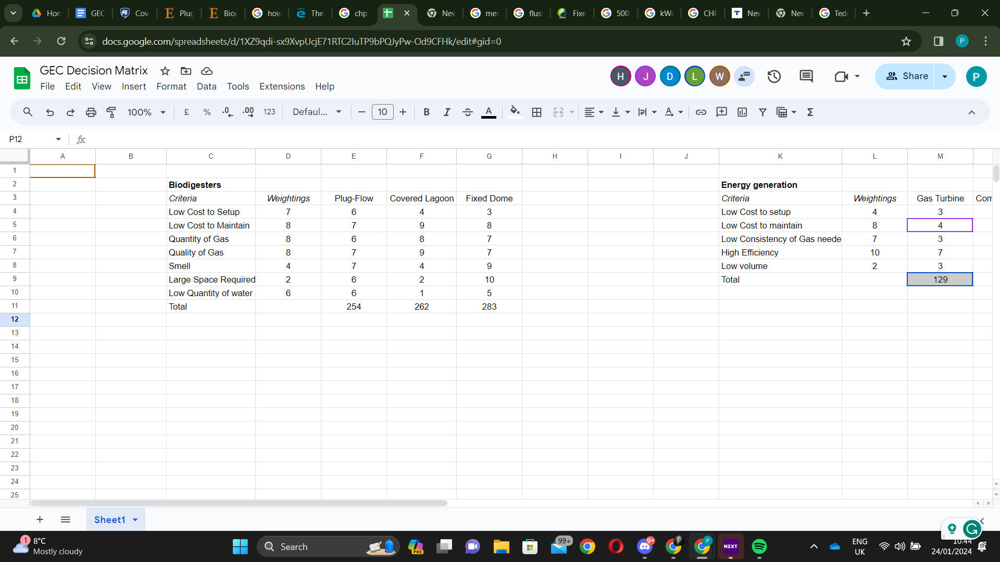 Hon
GEC
Cov
Plug
Biog
how
The
chp
Nev
mes
flus
Fixe
500
kWe
CHP
Nev
Nev
Ted
docs.google.com/spreadsheets/d/1XZ9qdi-sx9XvpUcjE71RTC2IuTP9bPQJyPw-Od9CFHk/edit#gid=0
P
GEC Decision Matrix
File Edit View Insert Format Data Tools Extensions Help
H J D L W
Share
P
100% £ % .0 .00 123 Defaul... 10 B I A
P12
fx
A B C D E F G H I J K L M
1
2 Biodigesters Energy generation
3 Criteria Weightings Plug-Flow Covered Lagoon Fixed Dome Criteria Weightings Gas Turbine Com
4 Low Cost to Setup 7 6 4 3 Low Cost to setup 4 3
5 Low Cost to Maintain 8 7 9 8 Low Cost to maintain 8 4
6 Quantity of Gas 8 6 8 7 Low Consistency of Gas neede 7 3
7 Quality of Gas 8 7 9 7 High Efficiency 10 7
8 Smell 4 7 4 9 Low volume 2 3
9 Large Space Required 2 6 2 10 Total 129
10 Low Quantity of water 6 6 1 5
11 Total 254 262 283
12
13
14
15
16
17
18
19
20
21
22
23
24
25
Sheet1
1
8°C
Mostly cloudy
Search
PRE
99+
9+
P
P
NZXT
ENG
UK
10:44
24/01/2024